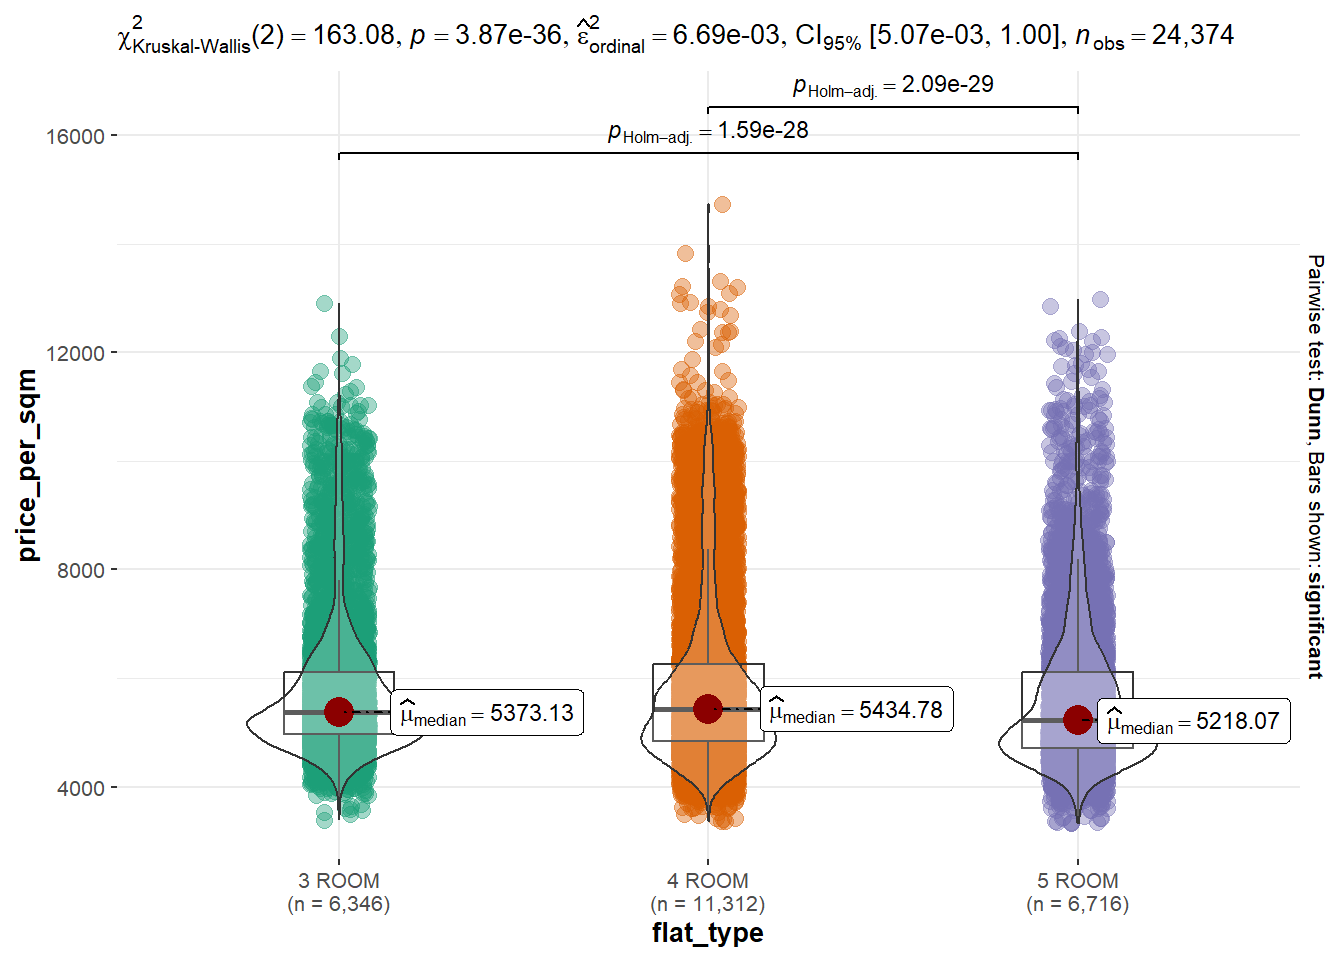 χ²Kruskal-Wallis(2) = 163.08, p = 3.87e-36, ε̂²ordinal = 6.69e-03, CI95% [5.07e-03, 1.00], nobs = 24,374
pHolm–adj. = 2.09e-29
pHolm–adj. = 1.59e-28
16000
12000
8000
4000
price_per_sqm
μ̂median = 5373.13
μ̂median = 5434.78
μ̂median = 5218.07
Pairwise test: Dunn, Bars shown: significant
3 ROOM
(n = 6,346)
4 ROOM
(n = 11,312)
5 ROOM
(n = 6,716)
flat_type